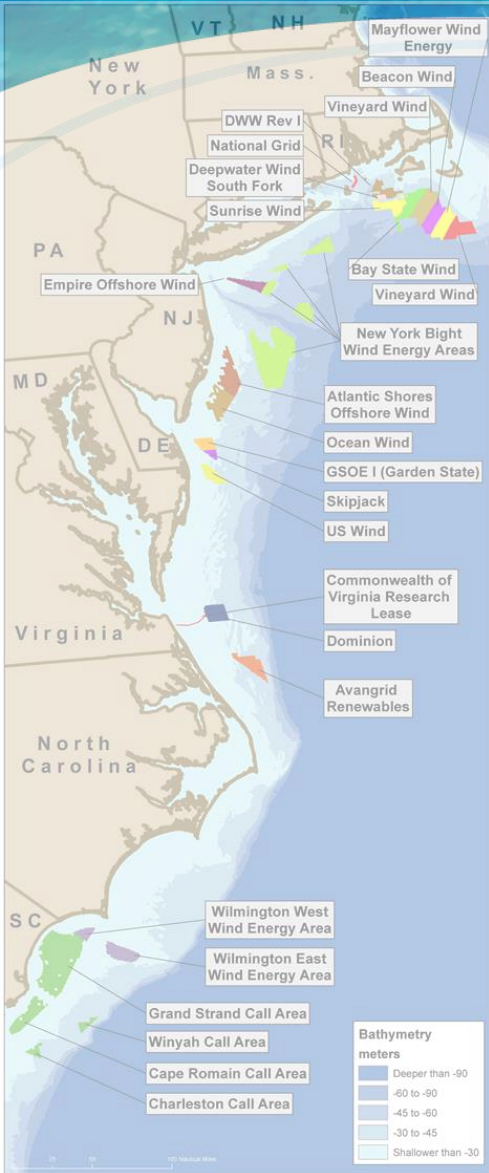 VT
NH
Mayflower Wind
Energy
New
York
Mass.
Beacon Wind
Vineyard Wind
DWW Rev I
RI
National Grid
Deepwater Wind
South Fork
Sunrise Wind
PA
Bay State Wind
Empire Offshore Wind
Vineyard Wind
NJ
New York Bight
Wind Energy Areas
MD
Atlantic Shores
Offshore Wind
DE
Ocean Wind
GSOE I (Garden State)
Skipjack
US Wind
Commonwealth of
Virginia Research
Lease
Virginia
Dominion
Avangrid
Renewables
North
Carolina
SC
Wilmington West
Wind Energy Area
Wilmington East
Wind Energy Area
Grand Strand Call Area
Winyah Call Area
Cape Romain Call Area
Charleston Call Area
Bathymetry
meters
Deeper than -90
-60 to -90
-45 to -60
-30 to -45
Shallower than -30
25
50
100 Nautical Miles